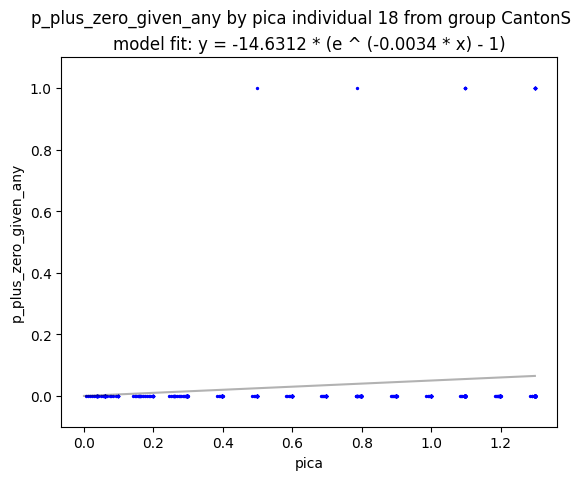 p_plus_zero_given_any by pica individual 18 from group CantonS
model fit: y = -14.6312 * (e ^ (-0.0034 * x) - 1)
1.0
0.8
0.6
0.4
0.2
0.0
p_plus_zero_given_any
0.0 0.2 0.4 0.6 0.8 1.0 1.2
pica